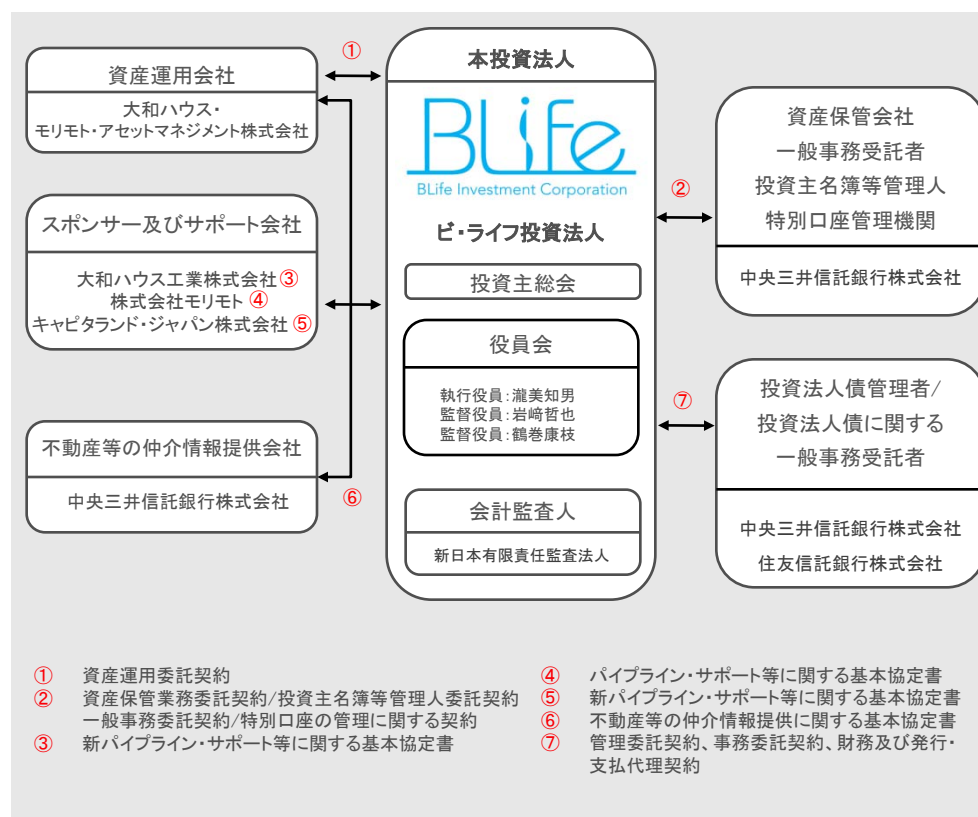 ①
資産運用会社
大和ハウス・
モリモト・アセットマネジメント株式会社
スポンサー及びサポート会社
大和ハウス工業株式会社③
株式会社モリモト④
キャピタランド・ジャパン株式会社⑤
不動産等の仲介情報提供会社
中央三井信託銀行株式会社
⑥
本投資法人
BLife
BLife Investment Corporation
ビ・ライフ投資法人
投資主総会
役員会
執行役員：瀧美知男
監督役員：岩﨑哲也
監督役員：鶴巻康枝
会計監査人
新日本有限責任監査法人
②
資産保管会社
一般事務受託者
投資主名簿等管理人
特別口座管理機関
中央三井信託銀行株式会社
⑦
投資法人債管理者/
投資法人債に関する
一般事務受託者
中央三井信託銀行株式会社
住友信託銀行株式会社
① 資産運用委託契約
② 資産保管業務委託契約/投資主名簿等管理人委託契約
一般事務委託契約/特別口座の管理に関する契約
③ 新パイプライン・サポート等に関する基本協定書
④ パイプライン・サポート等に関する基本協定書
⑤ 新パイプライン・サポート等に関する基本協定書
⑥ 不動産等の仲介情報提供に関する基本協定書
⑦ 管理委託契約、事務委託契約、財務及び発行・
支払代理契約